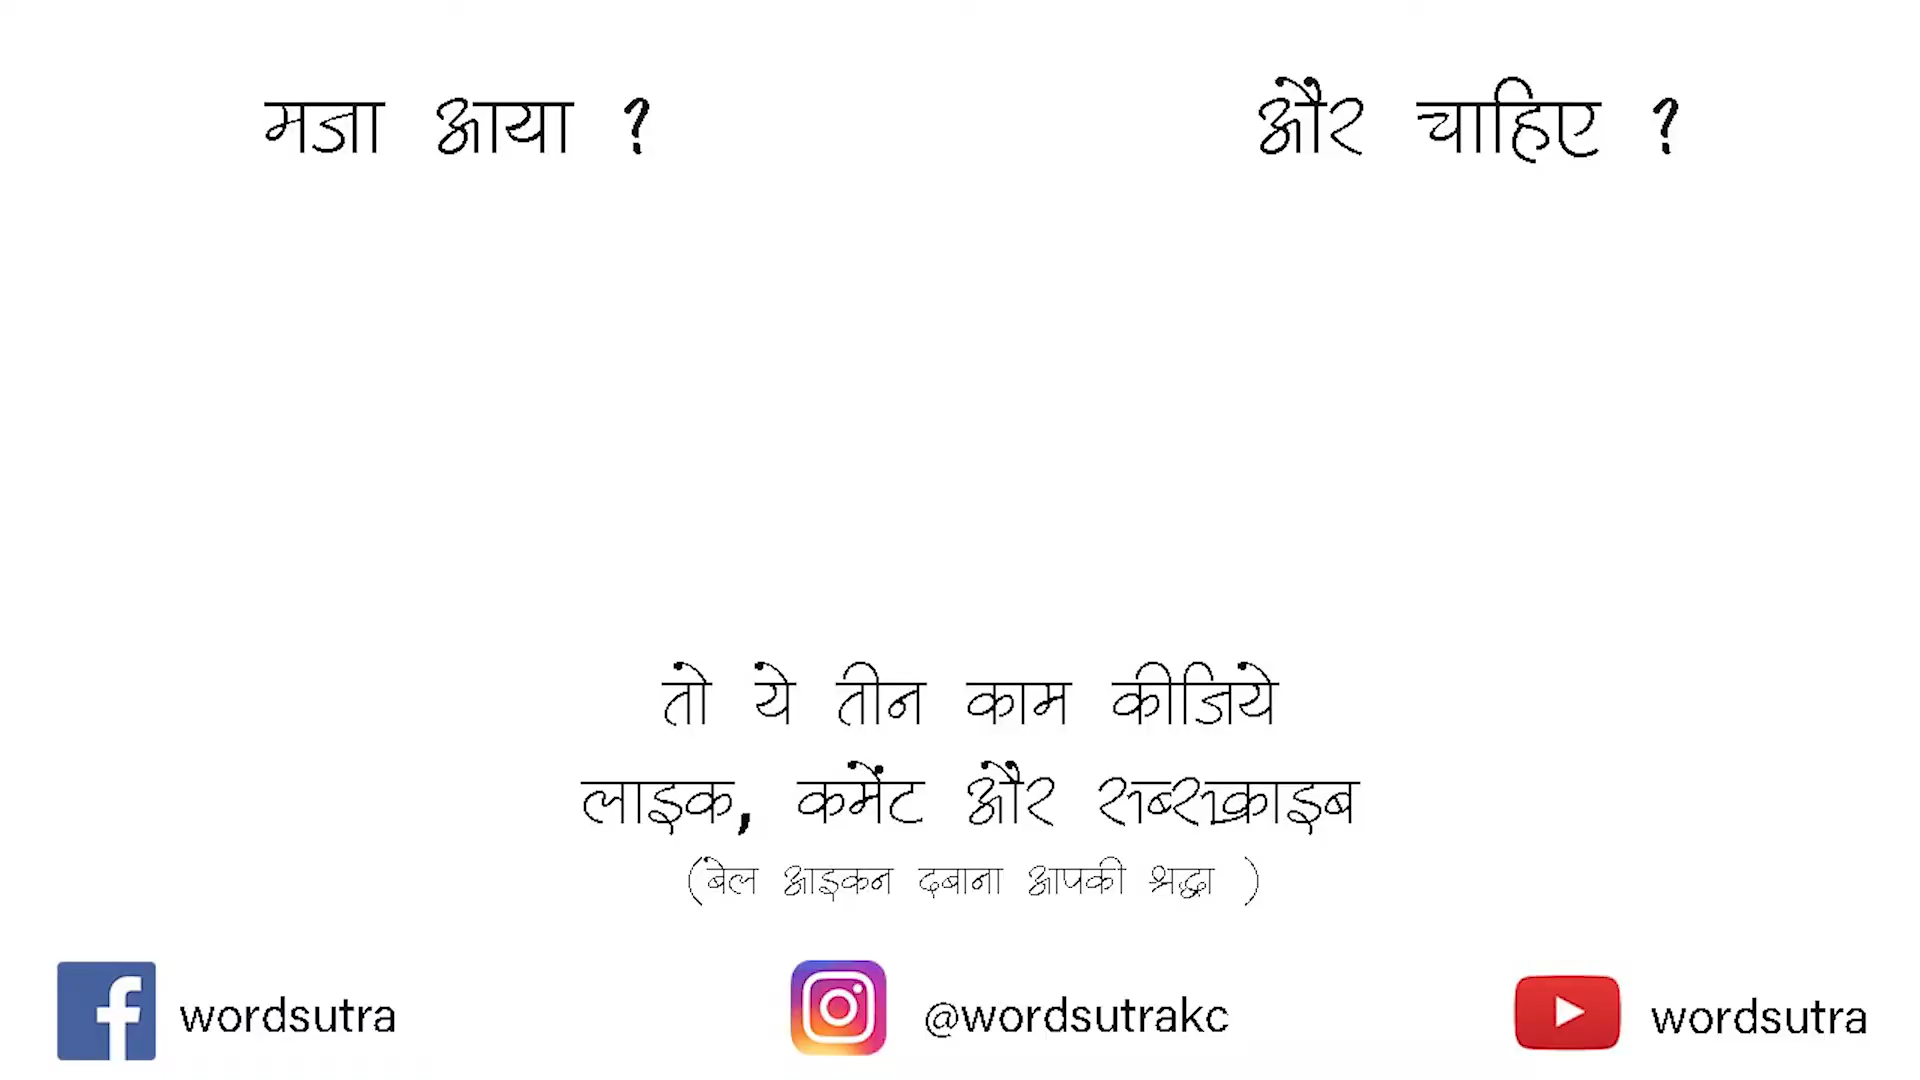 मजा आया ?
और चाहिए ?
तो ये तीन काम कीजिये
लाइक, कमेंट और सब्सक्राइब
(बेल आइकन दबाना आपकी श्रद्धा )
wordsutra
@wordsutrakc
wordsutra